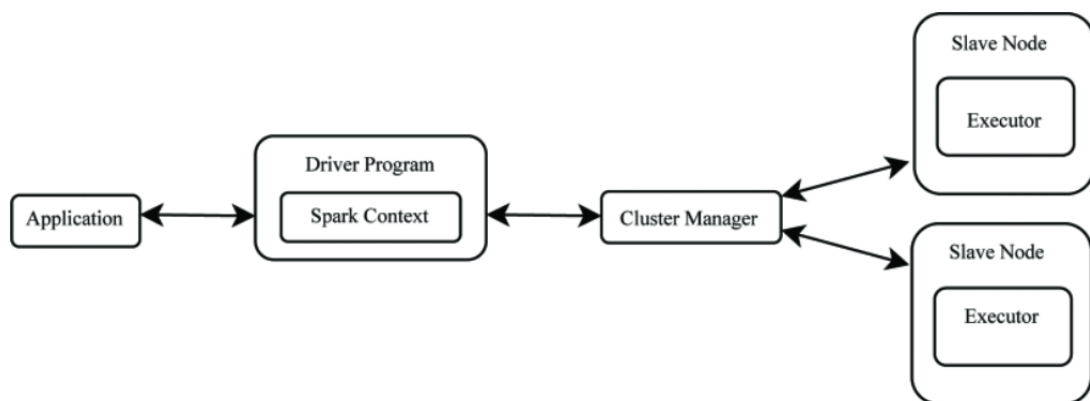 Slave Node
Executor
Driver Program
Application
Spark Context
Cluster Manager
Slave Node
Executor